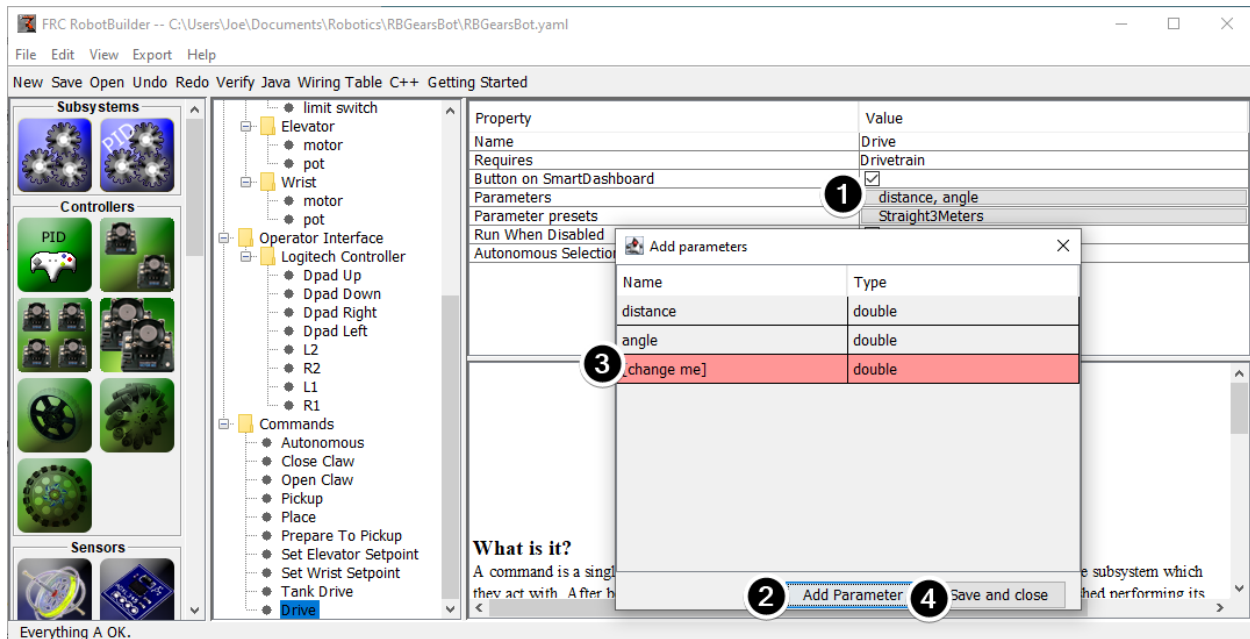 FRC RobotBuilder -- C:\Users\Joe\Documents\Robotics\RBGearsBot\RBGearsBot.yaml
File Edit View Export Help
New Save Open Undo Redo Verify Java Wiring Table C++ Getting Started
Subsystems
PID
Controllers
PID
Sensors
limit switch
Elevator
motor
pot
Wrist
motor
pot
Operator Interface
Logitech Controller
Dpad Up
Dpad Down
Dpad Right
Dpad Left
L2
R2
L1
R1
Commands
Autonomous
Close Claw
Open Claw
Pickup
Place
Prepare To Pickup
Set Elevator Setpoint
Set Wrist Setpoint
Tank Drive
Drive
Property Value
Name Drive
Requires Drivetrain
Button on SmartDashboard
Parameters 1 distance, angle
Parameter presets Straight3Meters
Run When Disabled
Autonomous Selection
Add parameters
Name Type
distance double
angle double
3 [change me] double
2 Add Parameter 4 Save and close
What is it?
A command is a singl e subsystem which
they act with. After b hed performing its
Everything A OK.